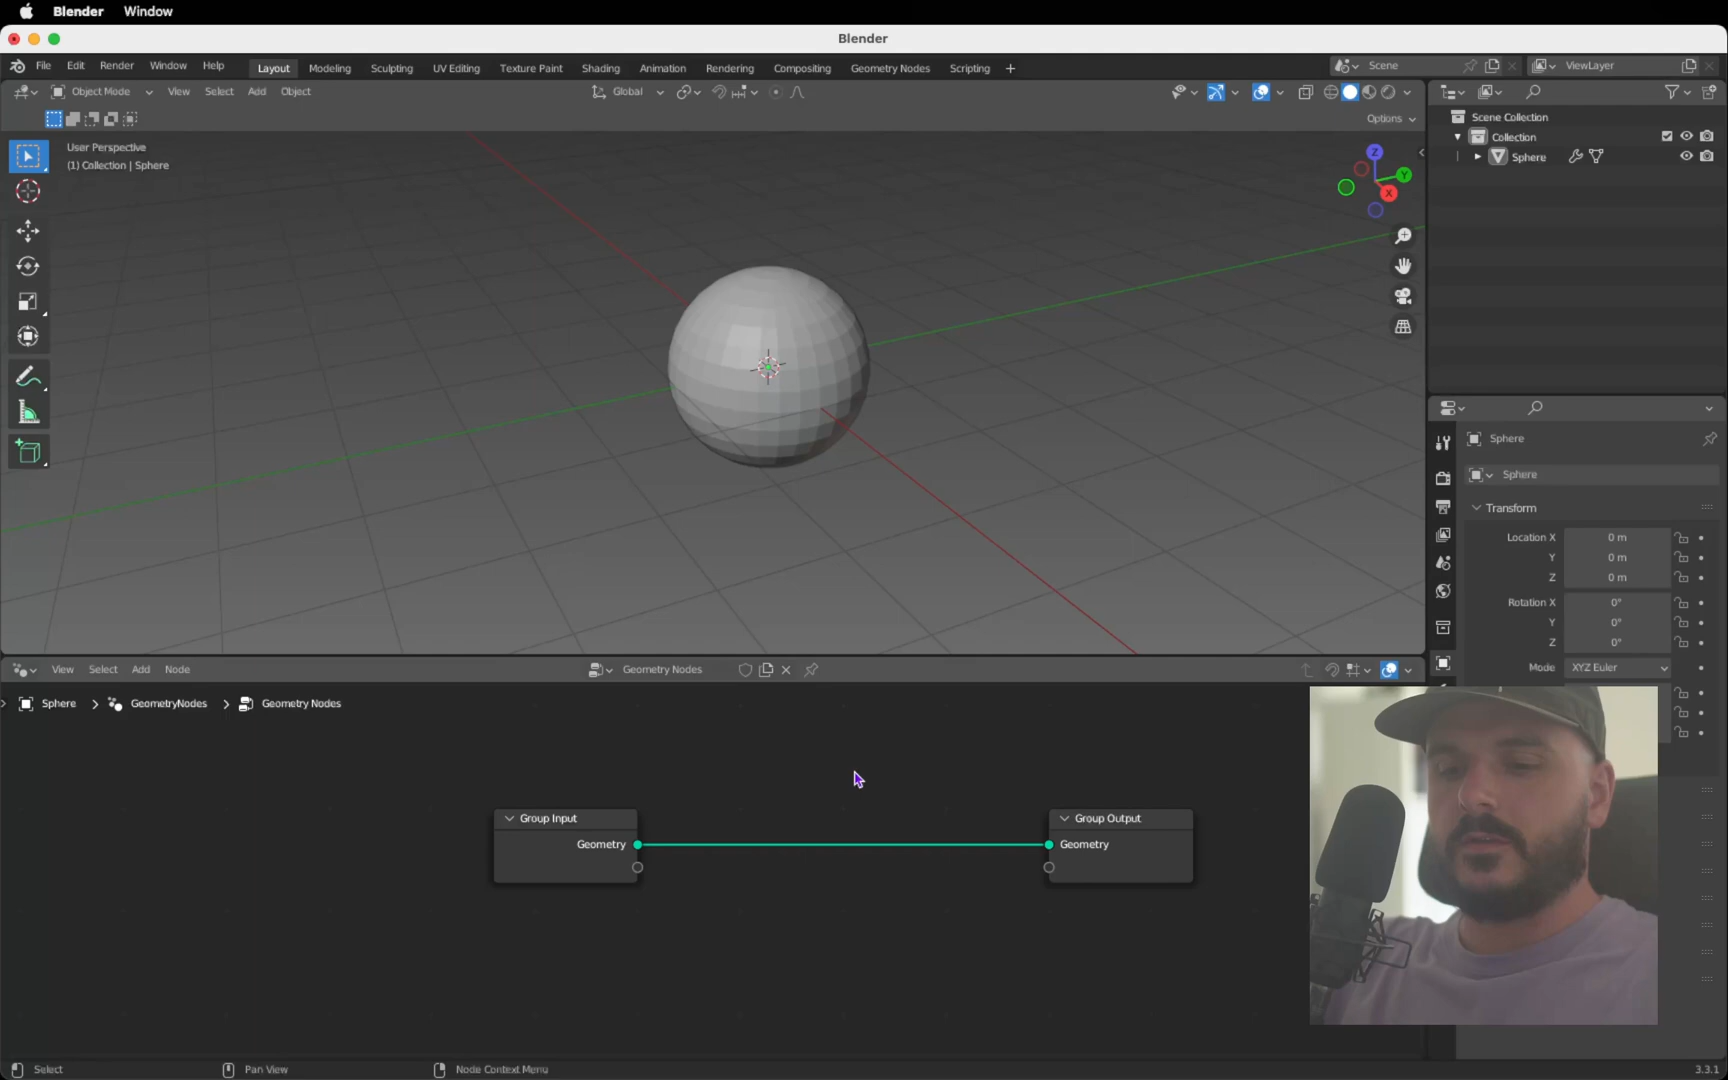 Blender Window
Blender
File Edit Render Window Help Layout Modeling Sculpting UV Editing Texture Paint Shading Animation Rendering Compositing Geometry Nodes Scripting + Scene ViewLayer
Object Mode View Select Add Object Global
Options
User Perspective
(1) Collection | Sphere
Z
Y
X
Scene Collection
Collection
Sphere
Sphere
Sphere
Transform
Location X 0 m
Y 0 m
Z 0 m
Rotation X 0°
Y 0°
Z 0°
Mode XYZ Euler
View Select Add Node Geometry Nodes
Sphere GeometryNodes Geometry Nodes
Group Input
Geometry
Group Output
Geometry
Select Pan View Node Context Menu 3.3.1